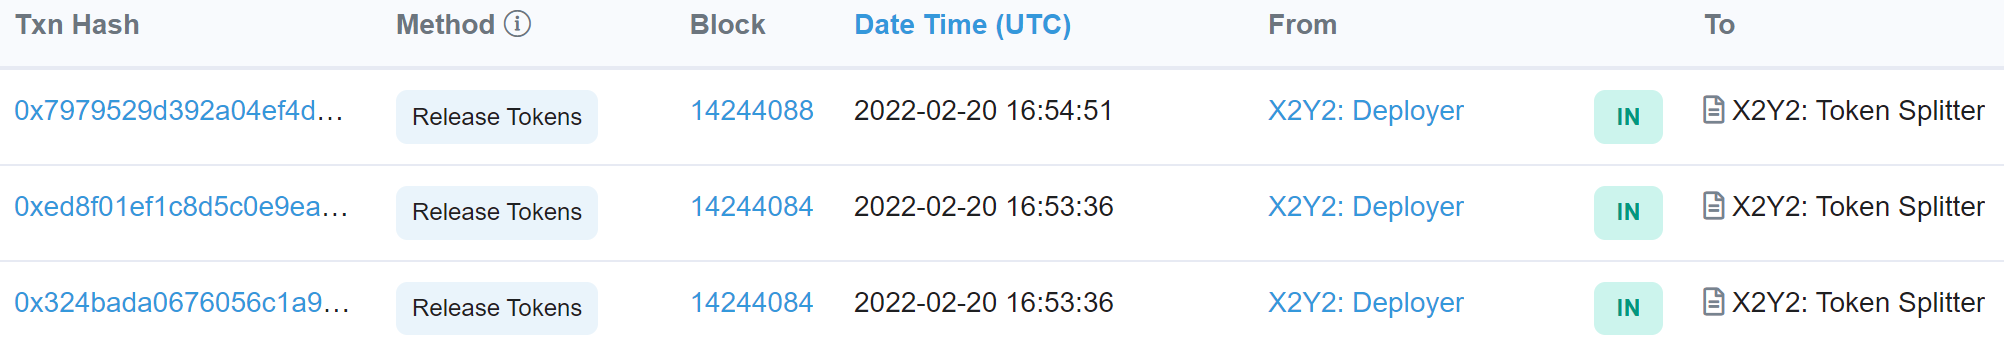 Txn Hash Method Block Date Time (UTC) From To
0x7979529d392a04ef4d... Release Tokens 14244088 2022-02-20 16:54:51 X2Y2: Deployer IN X2Y2: Token Splitter
0xed8f01ef1c8d5c0e9ea... Release Tokens 14244084 2022-02-20 16:53:36 X2Y2: Deployer IN X2Y2: Token Splitter
0x324bada0676056c1a9... Release Tokens 14244084 2022-02-20 16:53:36 X2Y2: Deployer IN X2Y2: Token Splitter